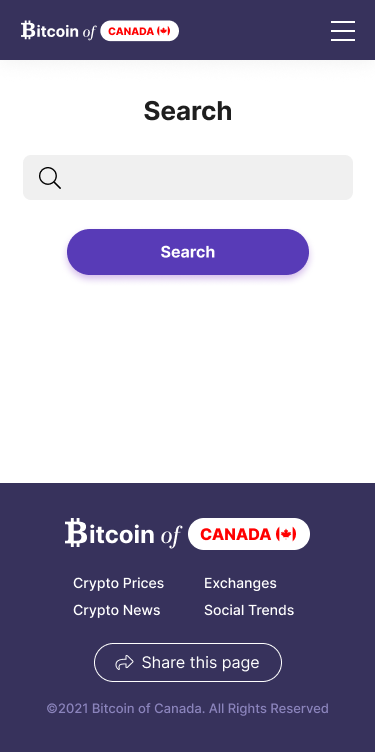 Bitcoin of CANADA
Search
Search
Bitcoin of CANADA
Crypto Prices
Exchanges
Crypto News
Social Trends
Share this page
©2021 Bitcoin of Canada. All Rights Reserved